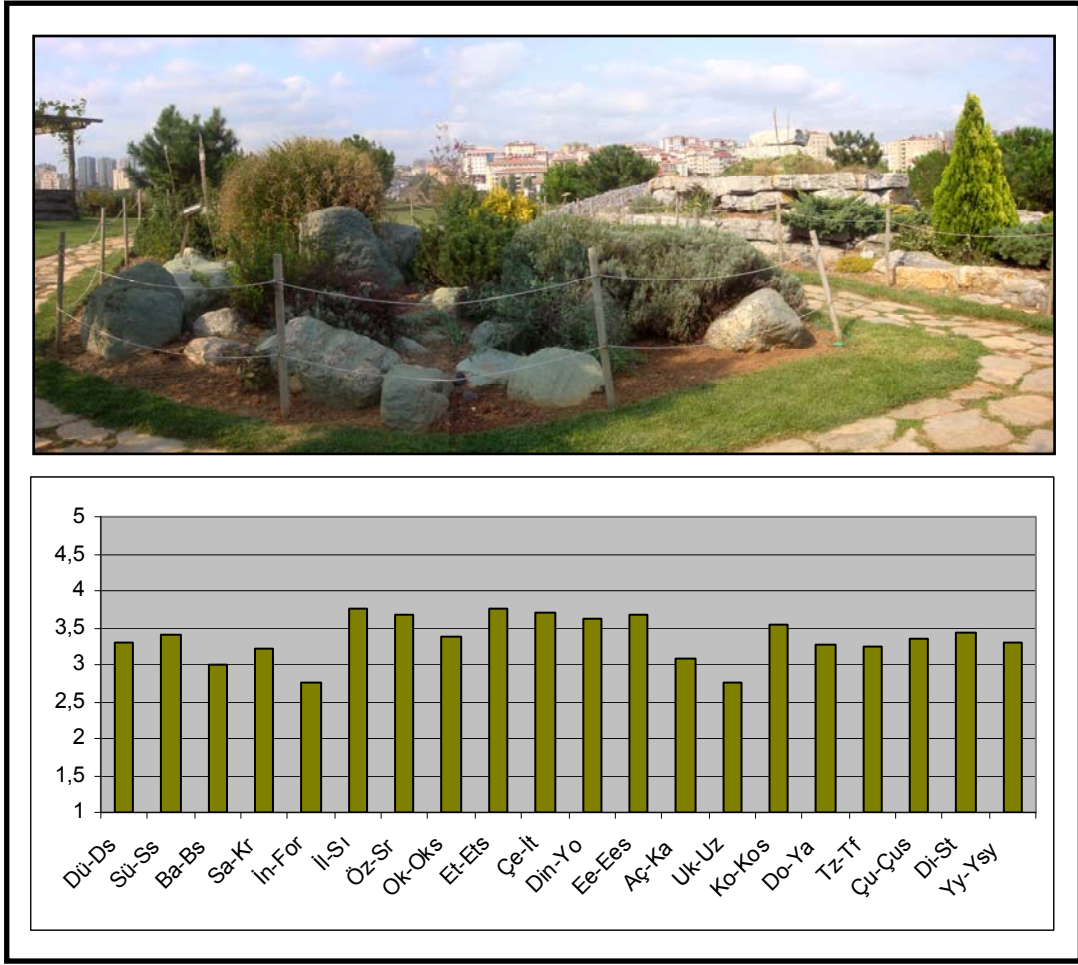 5
4,5
4
3,5
3
2,5
2
1,5
1
Dü-Ds
Sü-Ss
Ba-Bs
Sa-Kr
İn-For
İl-Sı
Öz-Sr
Ok-Oks
Et-Ets
Çe-İt
Din-Yo
Ee-Ees
Aç-Ka
Uk-Uz
Ko-Kos
Do-Ya
Tz-Tf
Çu-Çus
Di-St
Yy-Ysy